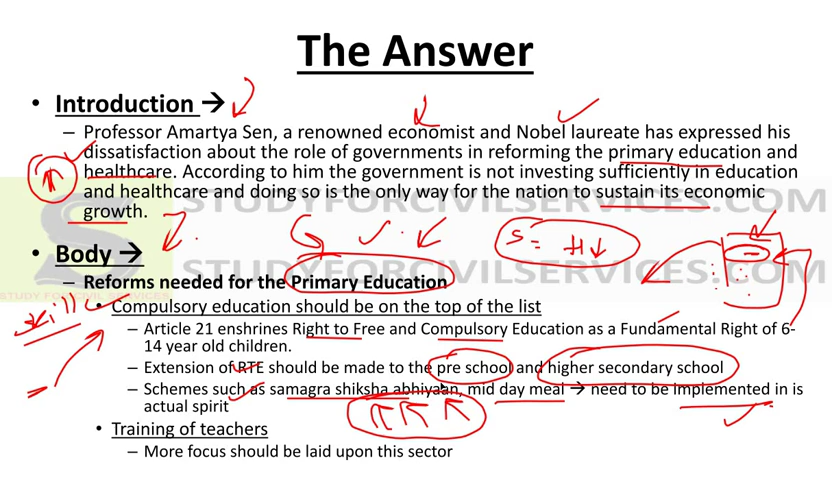 The Answer
• Introduction →
– Professor Amartya Sen, a renowned economist and Nobel laureate has expressed his
dissatisfaction about the role of governments in reforming the primary education and
healthcare. According to him the government is not investing sufficiently in education
and healthcare and doing so is the only way for the nation to sustain its economic
growth.
STUDYFORCIVILSERVICES.COM
• Body →
S = H↓
– Reforms needed for the Primary Education
STUDY FOR CIVIL SERVICES
Skill
• Compulsory education should be on the top of the list
– Article 21 enshrines Right to Free and Compulsory Education as a Fundamental Right of 6-
14 year old children.
– Extension of RTE should be made to the pre school and higher secondary school
– Schemes such as samagra shiksha abhiyaan, mid day meal → need to be implemented in is
actual spirit
• Training of teachers
– More focus should be laid upon this sector